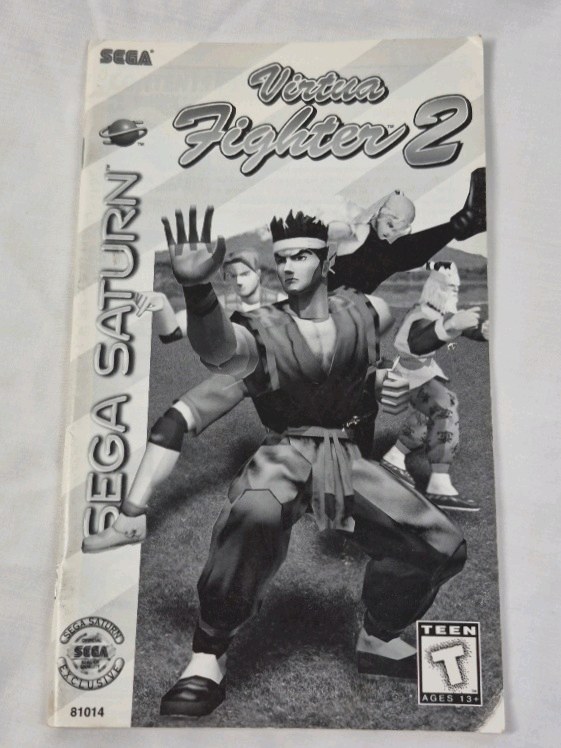 SEGA
Virtua
Fighter 2
SEGA SATURN
SEGA SATURN
SEGA
EXCLUSIVE
81014
TEEN
T
AGES 13+